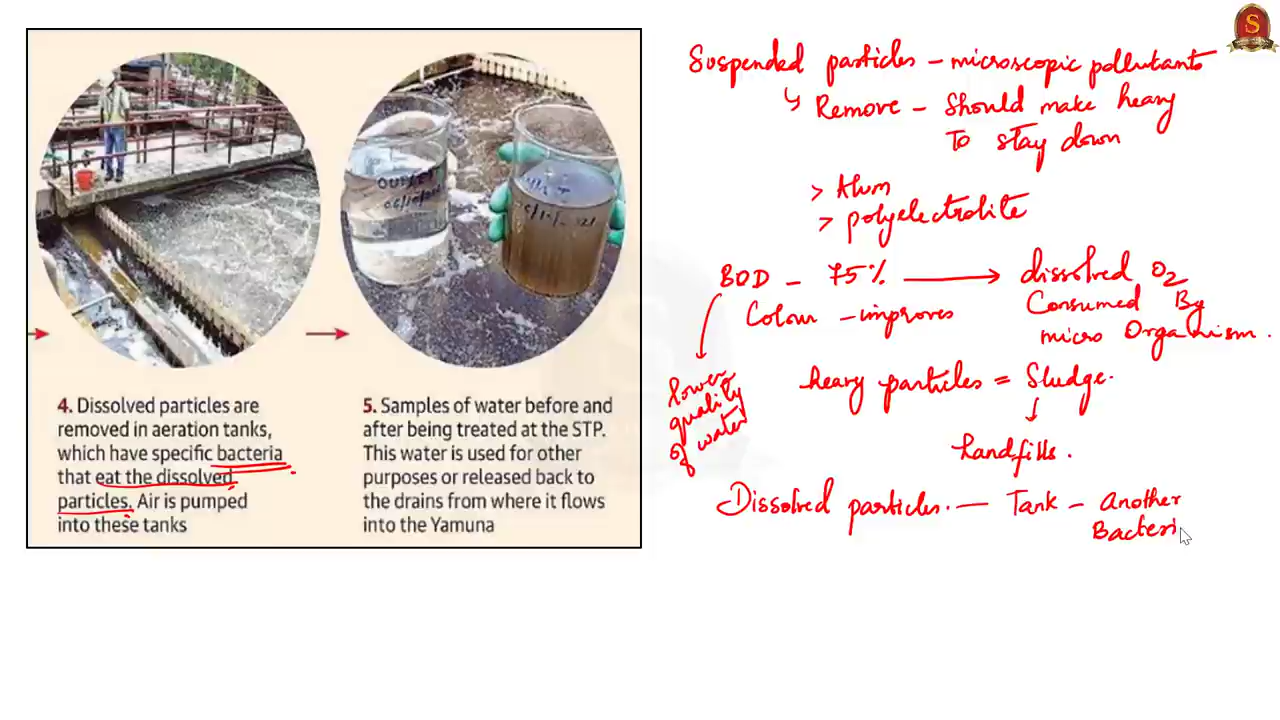 4. Dissolved particles are
removed in aeration tanks,
which have specific bacteria
that eat the dissolved
particles. Air is pumped
into these tanks
5. Samples of water before and
after being treated at the STP.
This water is used for other
purposes or released back to
the drains from where it flows
into the Yamuna
Suspended particles - microscopic pollutants
Remove - Should make heavy
To stay down
> Alum
> polyelectrolite
BOD - 75% → dissolved O2
Colour - improves
Consumed By
micro Organism.
lower
quality
of water
heavy particles = Sludge.
↓
Landfills.
Dissolved particles. - Tank - Another
Bacteri